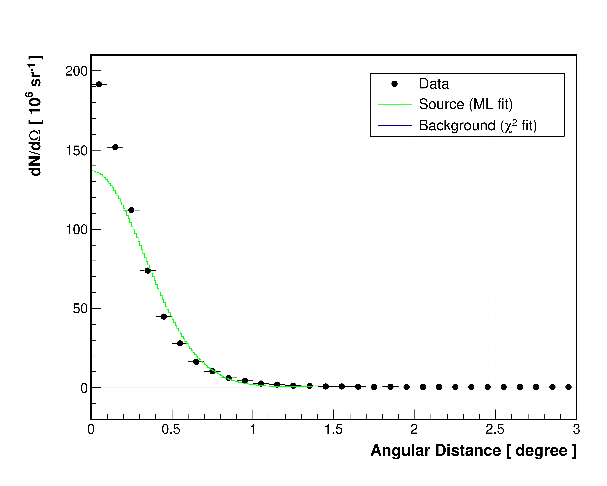 dN/dΩ [ 10⁶ sr⁻¹ ]
200
150
100
50
0
Data
Source (ML fit)
Background (χ² fit)
0 0.5 1 1.5 2 2.5 3
Angular Distance [ degree ]